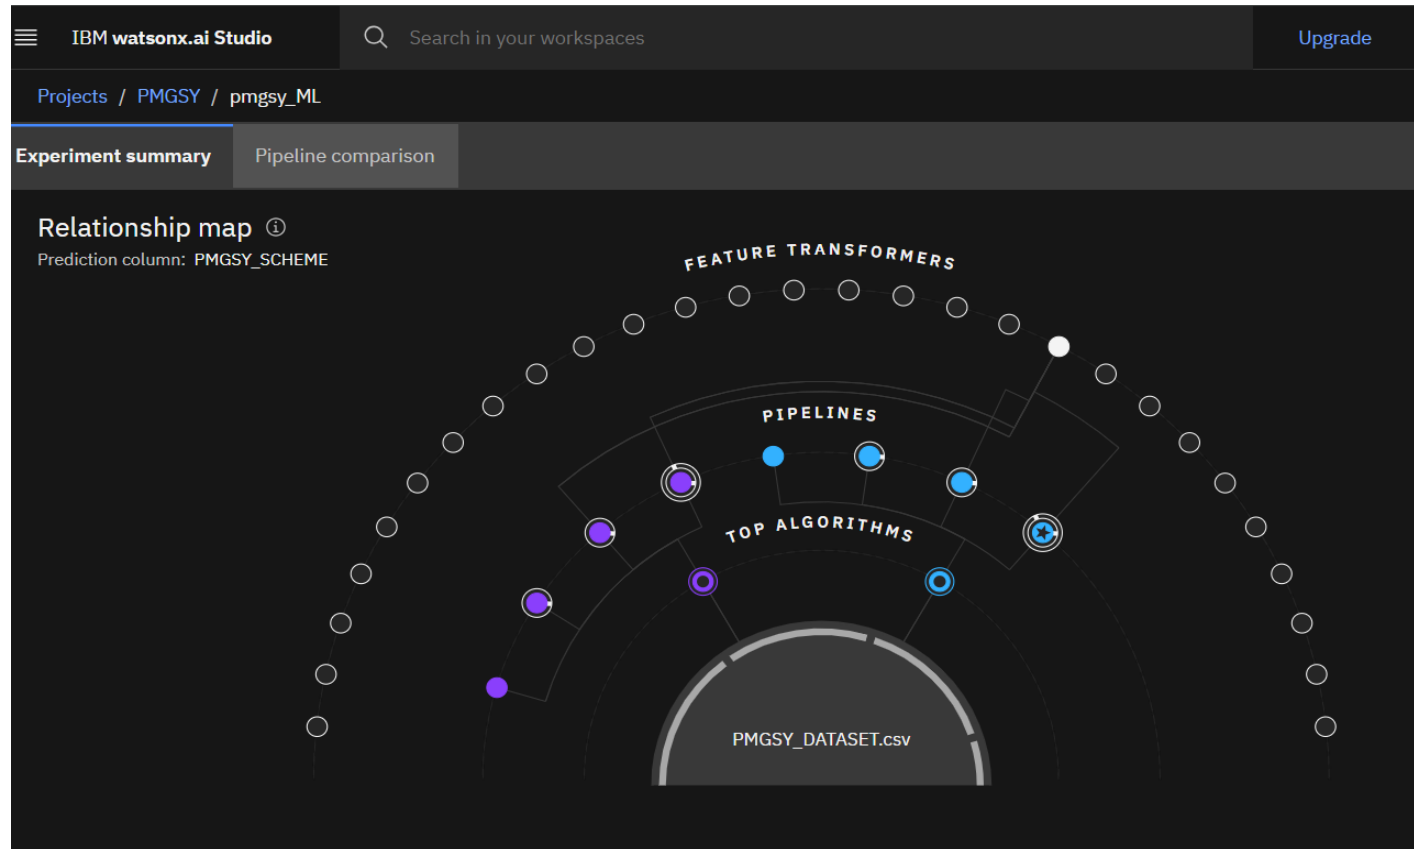 IBM watsonx.ai Studio
Search in your workspaces
Upgrade
Projects / PMGSY / pmgsy_ML
Experiment summary
Pipeline comparison
Relationship map
Prediction column: PMGSY_SCHEME
FEATURE TRANSFORMERS
PIPELINES
TOP ALGORITHMS
PMGSY_DATASET.csv